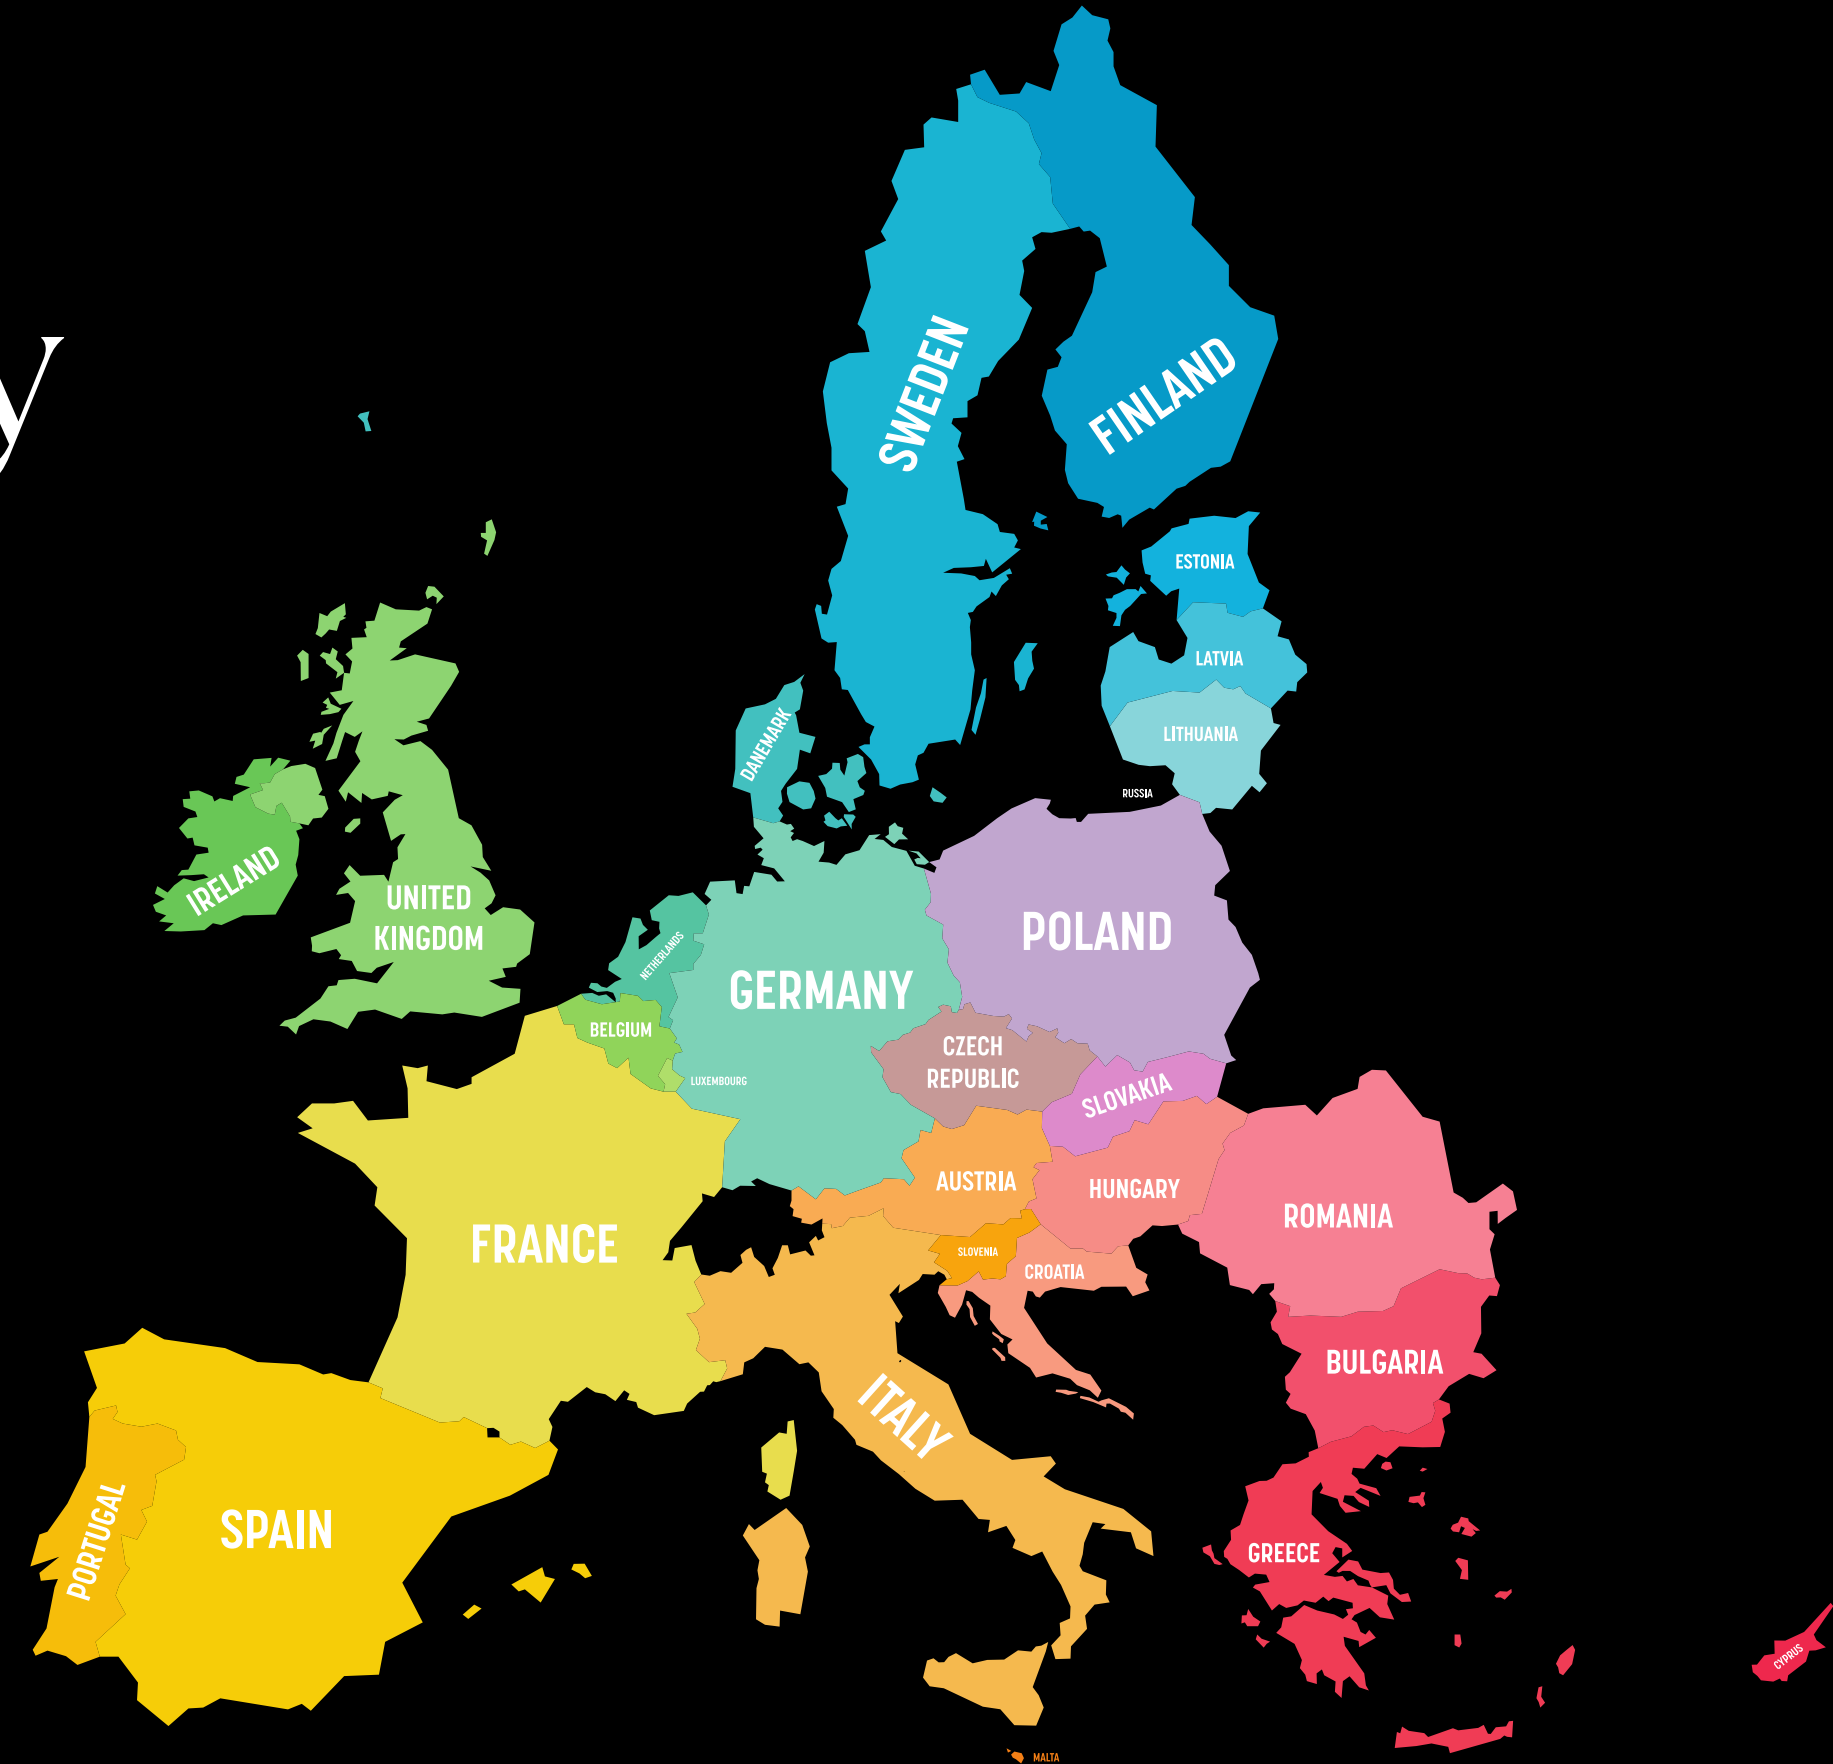 y
SWEDEN
FINLAND
ESTONIA
LATVIA
LITHUANIA
RUSSIA
DANEMARK
IRELAND
UNITED
KINGDOM
NETHERLANDS
BELGIUM
LUXEMBOURG
GERMANY
POLAND
CZECH
REPUBLIC
SLOVAKIA
AUSTRIA
HUNGARY
ROMANIA
FRANCE
SLOVENIA
CROATIA
BULGARIA
ITALY
PORTUGAL
SPAIN
GREECE
CYPRUS
MALTA